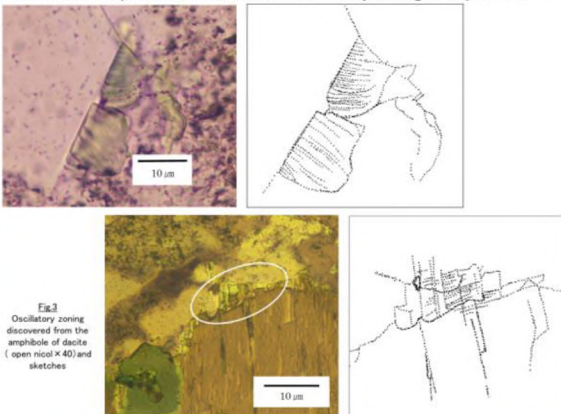 10 μm
Fig.3
Oscillatory zoning
discovered from the
amphibole of dacite
( open nicol × 40) and
sketches
10 μm